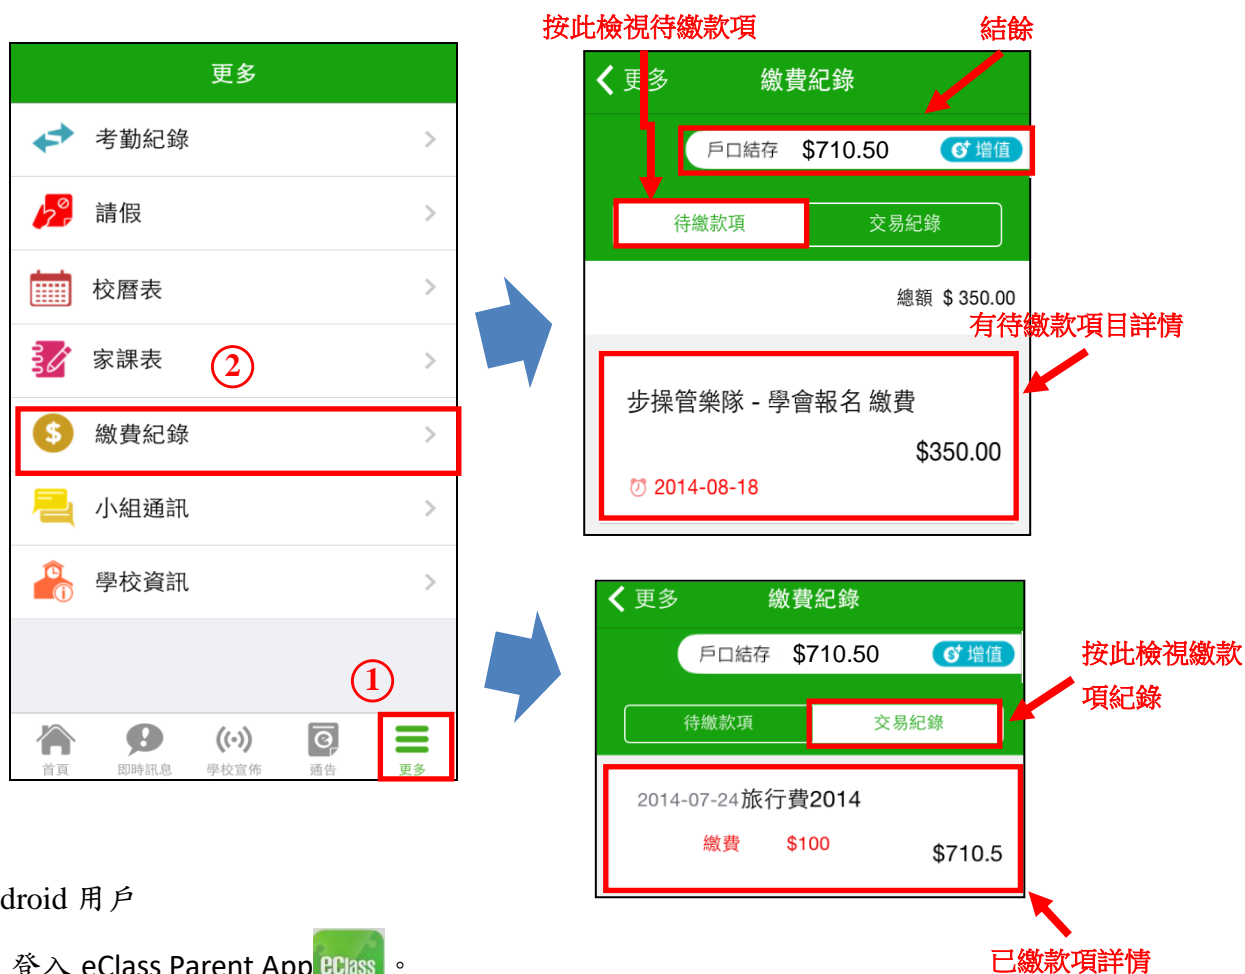 按此檢視待繳款項
結餘
更多
考勤紀錄
請假
校曆表
家課表
②
繳費紀錄
小組通訊
學校資訊
①
首頁
即時訊息
學校宣佈
通告
更多
更多
繳費紀錄
戶口結存 $710.50 增值
待繳款項
交易紀錄
總額 $ 350.00
有待繳款項目詳情
步操管樂隊 - 學會報名 繳費
$350.00
2014-08-18
更多
繳費紀錄
戶口結存 $710.50 增值
待繳款項
交易紀錄
按此檢視繳款
項紀錄
2014-07-24旅行費2014
繳費 $100
$710.5
已繳款項詳情
droid 用戶
登入 eClass Parent App eClass 。